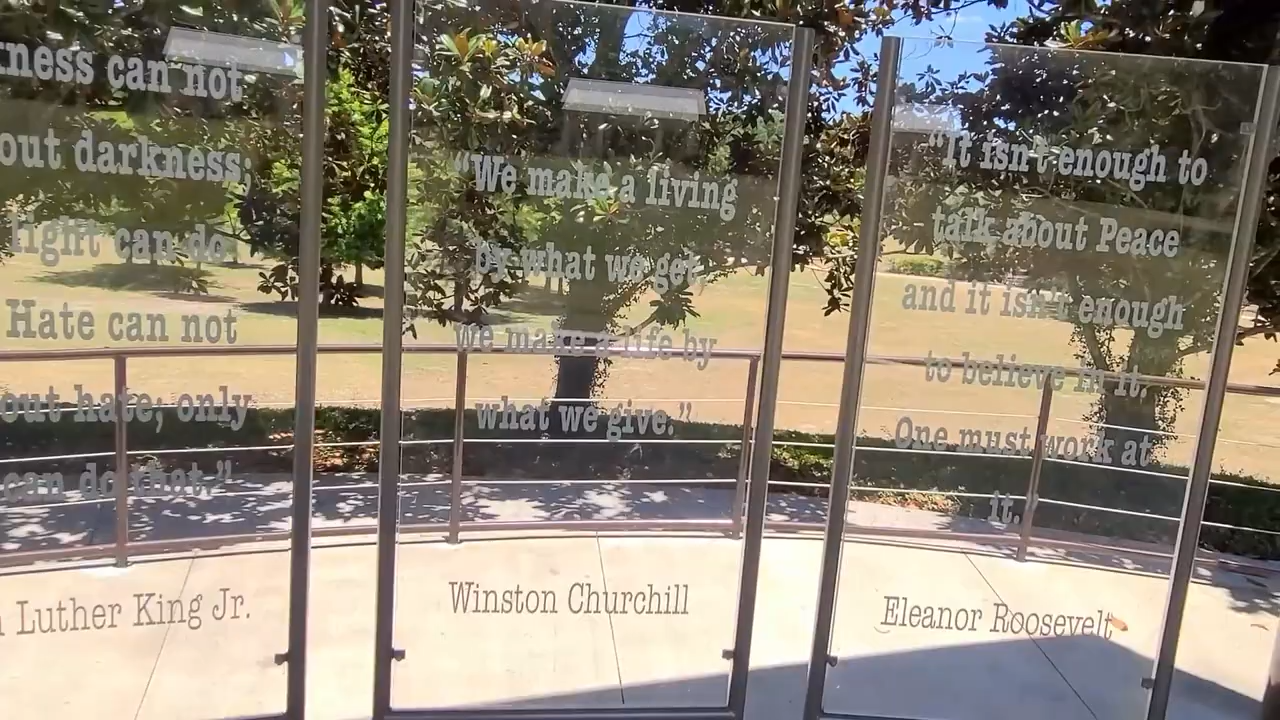 ness can not
out darkness;
light can do
Hate can not
out hate; only
can do that.”
Luther King Jr.
“We make a living
by what we get,
we make a life by
what we give.”
Winston Churchill
“It isn't enough to
talk about Peace
and it isn't enough
to believe in it.
One must work at
it.
Eleanor Roosevelt